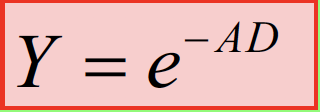 Y = e^{-AD}